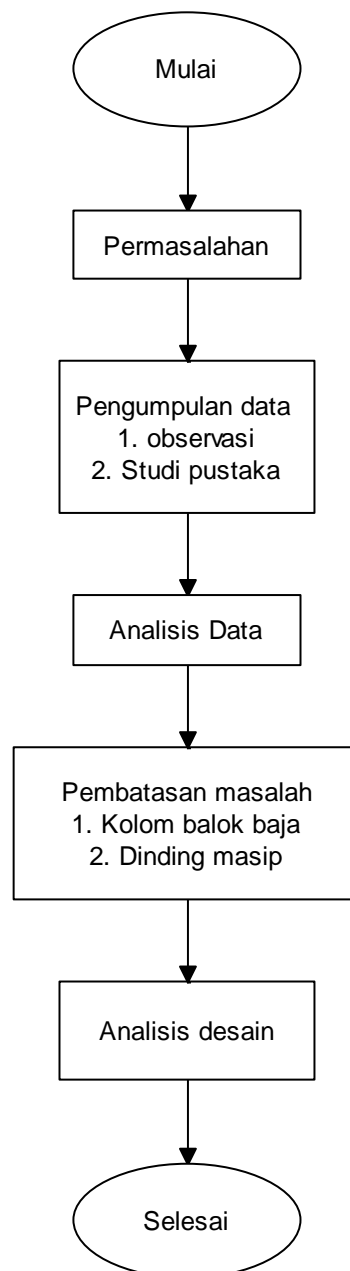 Mulai
Permasalahan
Pengumpulan data
1. observasi
2. Studi pustaka
Analisis Data
Pembatasan masalah
1. Kolom balok baja
2. Dinding masip
Analisis desain
Selesai